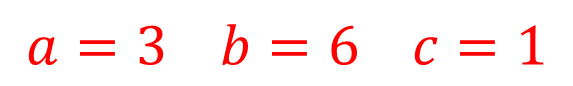 a = 3 b = 6 c = 1